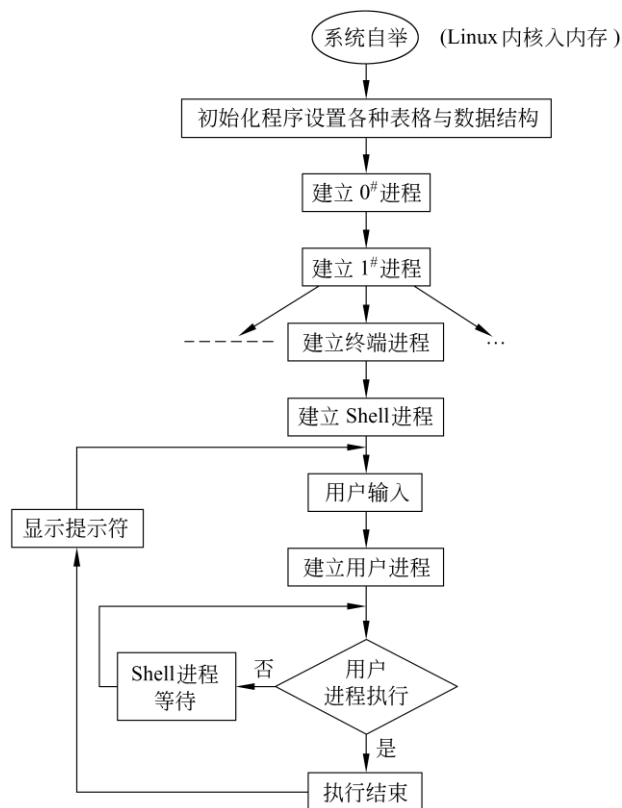 系统自举 (Linux 内核入内存)
初始化程序设置各种表格与数据结构
建立 0#进程
建立 1#进程
建立终端进程
…
建立 Shell进程
用户输入
显示提示符
建立用户进程
Shell进程
等待
否
用户
进程执行
是
执行结束